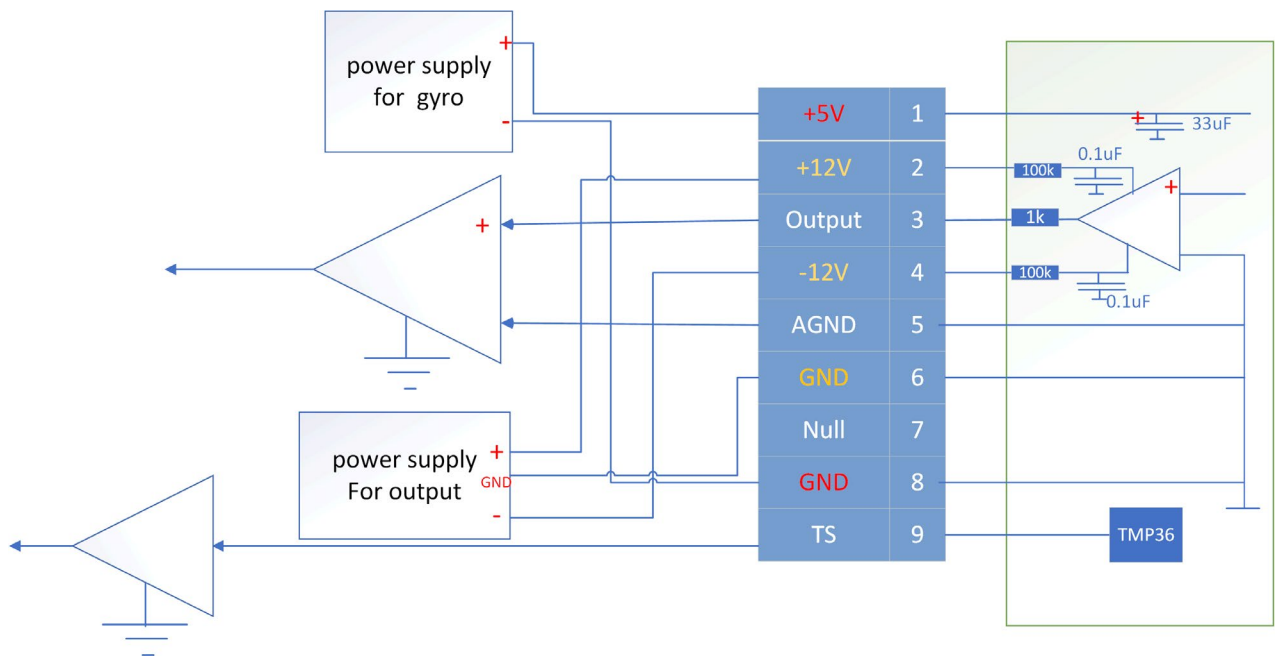 power supply
for gyro
+
-
+5V 1
+12V 2
Output 3
-12V 4
AGND 5
GND 6
Null 7
GND 8
TS 9
+
33uF
100k
0.1uF
+
1k
100k
0.1uF
TMP36
+
power supply
For output
+
GND
-